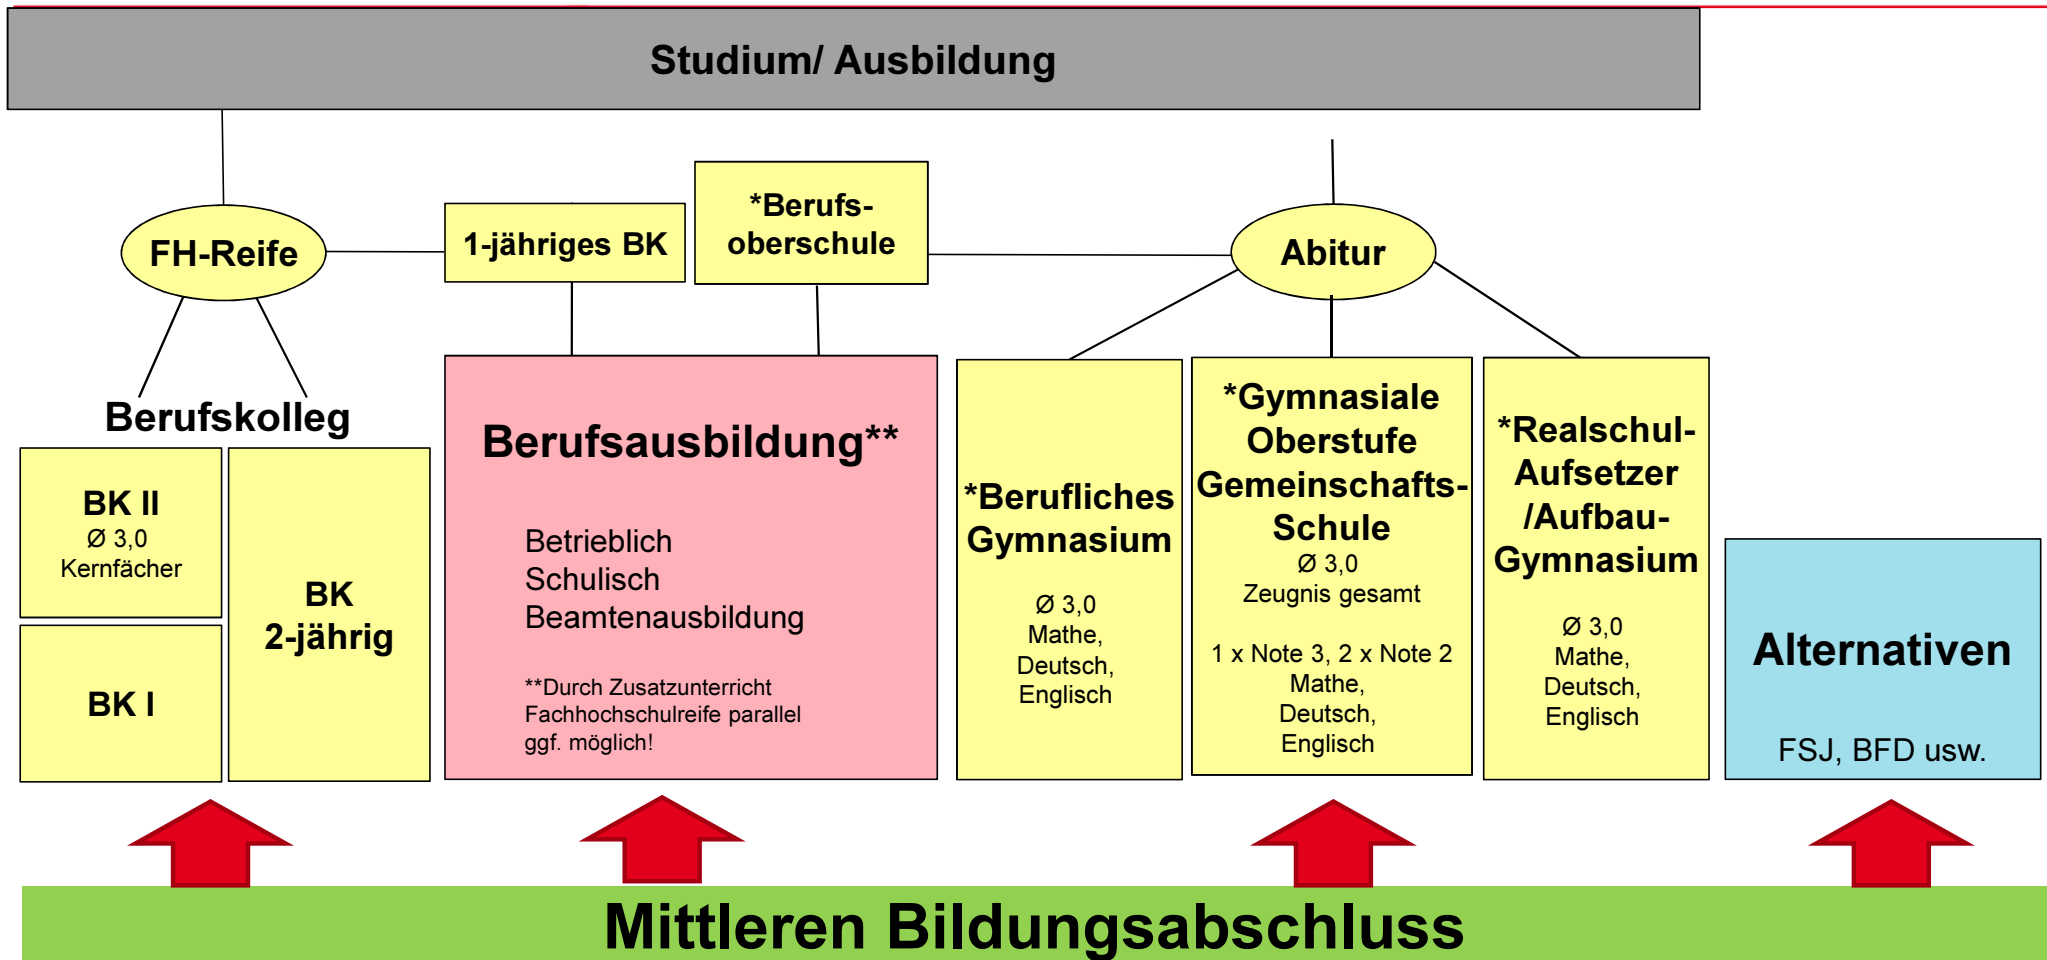 Studium/ Ausbildung
FH-Reife
1-jähriges BK
*Berufs-
oberschule
Abitur
Berufskolleg
BK II
Ø 3,0
Kernfächer
BK I
BK
2-jährig
Berufsausbildung**
Betrieblich
Schulisch
Beamtenausbildung
**Durch Zusatzunterricht
Fachhochschulreife parallel
ggf. möglich!
*Berufliches
Gymnasium
Ø 3,0
Mathe,
Deutsch,
Englisch
*Gymnasiale
Oberstufe
Gemeinschafts-
Schule
Ø 3,0
Zeugnis gesamt
1 x Note 3, 2 x Note 2
Mathe,
Deutsch,
Englisch
*Realschul-
Aufsetzer
/Aufbau-
Gymnasium
Ø 3,0
Mathe,
Deutsch,
Englisch
Alternativen
FSJ, BFD usw.
Mittleren Bildungsabschluss